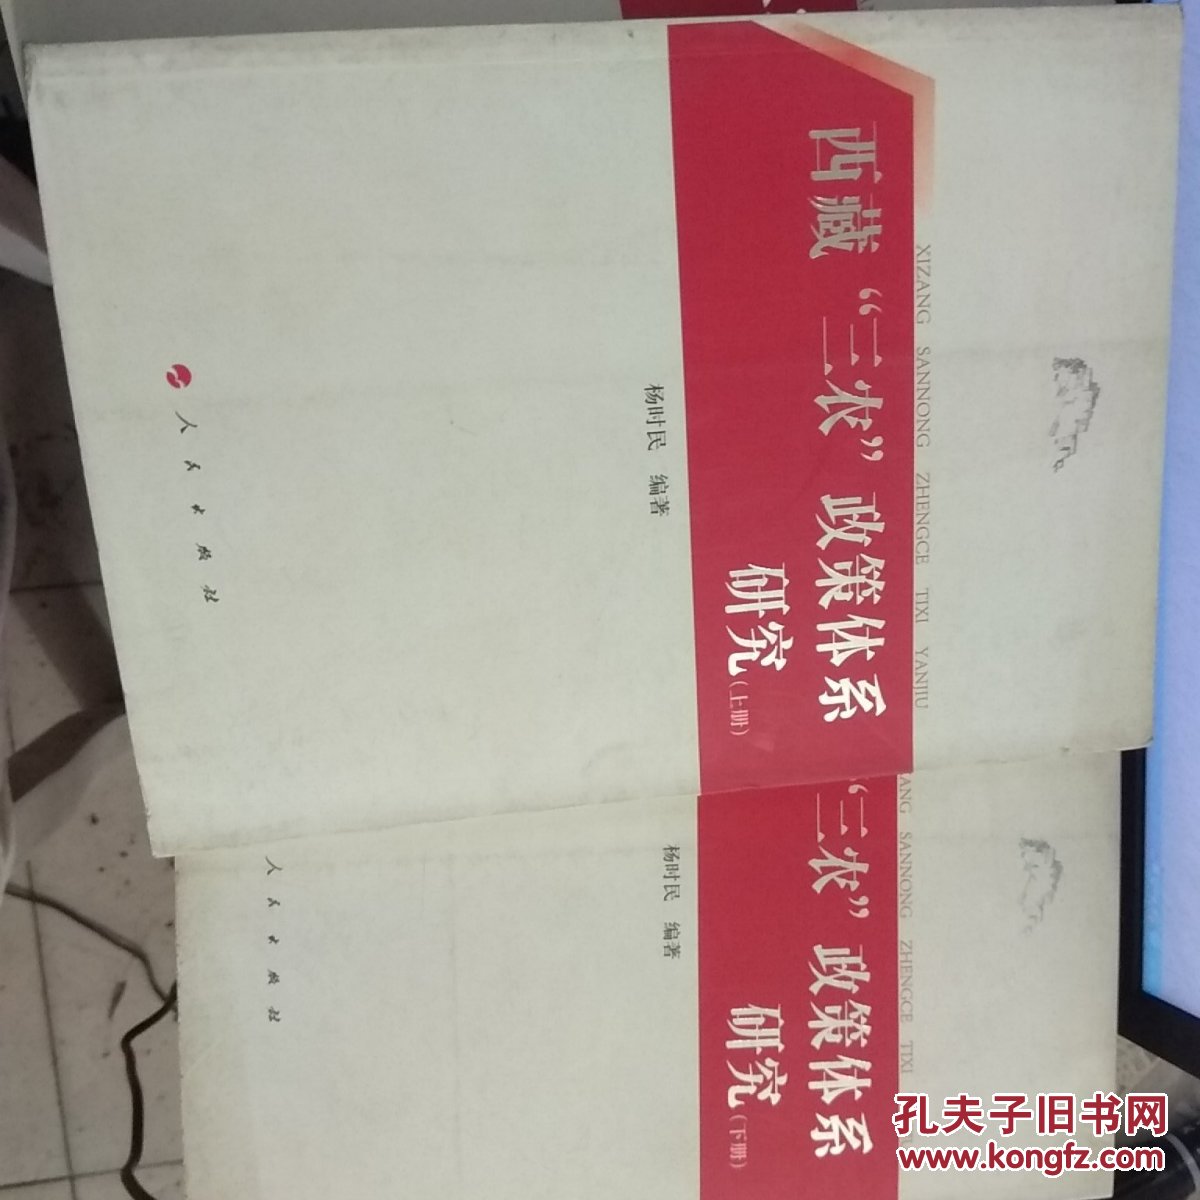 XIZANG SANNONG ZHENGCE TIXI YANJIU
西藏“三农”政策体系
研究(上册)
杨时民 编著
人民出版社
ANG SANNONG ZHENGCE TIXI
“三农”政策体系
研究(下册)
杨时民 编著
人民出版社
孔夫子旧书网
www.kongfz.com